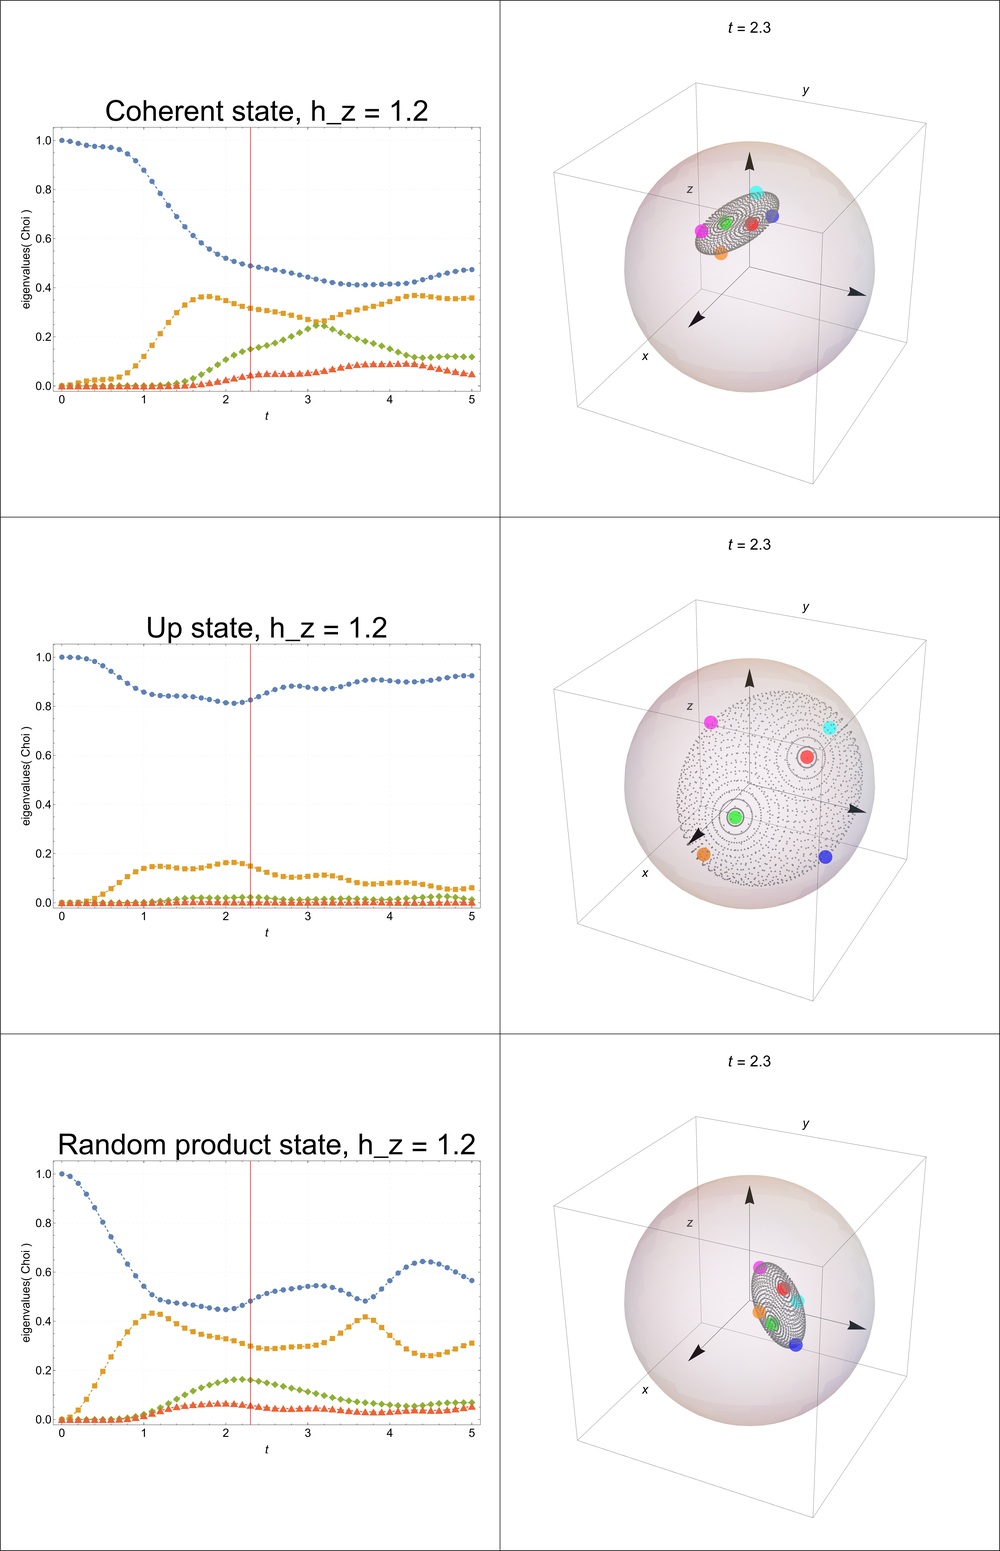 Coherent state, h_z = 1.2
eigenvalues( Choi )
1.0
0.8
0.6
0.4
0.2
0.0
0 1 2 3 4 5
t
t = 2.3
y
z
x
Up state, h_z = 1.2
eigenvalues( Choi )
1.0
0.8
0.6
0.4
0.2
0.0
0 1 2 3 4 5
t
t = 2.3
y
z
x
Random product state, h_z = 1.2
eigenvalues( Choi )
1.0
0.8
0.6
0.4
0.2
0.0
0 1 2 3 4 5
t
t = 2.3
y
z
x